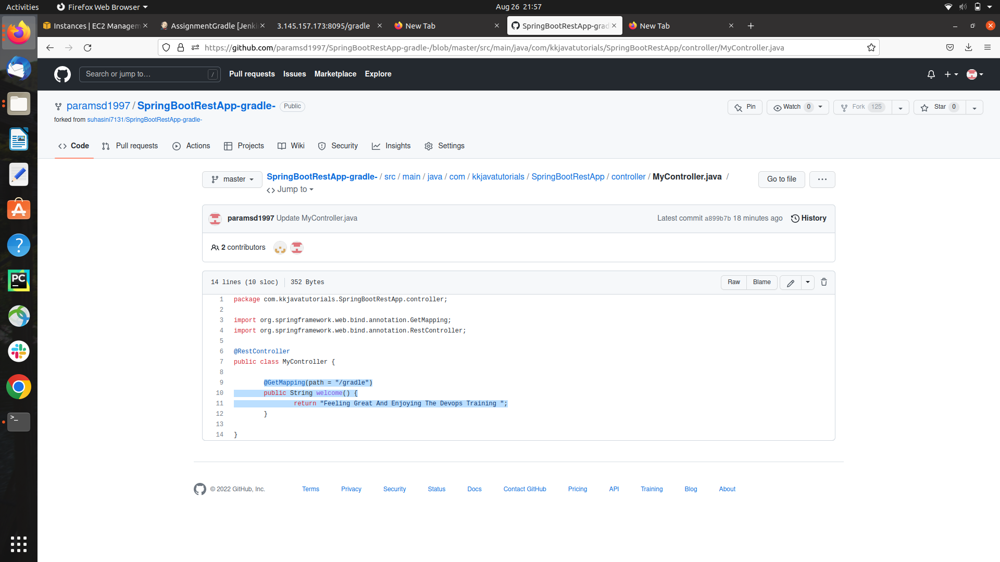 Activities Firefox Web Browser Aug 26 21:57
Instances | EC2 Managem AssignmentGradle [Jenki 3.145.157.173:8095/gradle New Tab SpringBootRestApp-grad New Tab
https://github.com/paramsd1997/SpringBootRestApp-gradle-/blob/master/src/main/java/com/kkjavatutorials/SpringBootRestApp/controller/MyController.java
Search or jump to… / Pull requests Issues Marketplace Explore
paramsd1997 / SpringBootRestApp-gradle- Public Pin Watch 0 Fork 125 Star 0
forked from suhasini7131/SpringBootRestApp-gradle-
Code Pull requests Actions Projects Wiki Security Insights Settings
master SpringBootRestApp-gradle- / src / main / java / com / kkjavatutorials / SpringBootRestApp / controller / MyController.java / Go to file ...
<> Jump to
paramsd1997 Update MyController.java Latest commit a899b7b 18 minutes ago History
2 contributors
14 lines (10 sloc) 352 Bytes Raw Blame
1 package com.kkjavatutorials.SpringBootRestApp.controller;
2
3 import org.springframework.web.bind.annotation.GetMapping;
4 import org.springframework.web.bind.annotation.RestController;
5
6 @RestController
7 public class MyController {
8
9 @GetMapping(path = "/gradle")
10 public String welcome() {
11 return "Feeling Great And Enjoying The Devops Training ";
12 }
13
14 }
© 2022 GitHub, Inc. Terms Privacy Security Status Docs Contact GitHub Pricing API Training Blog About
PC
>_